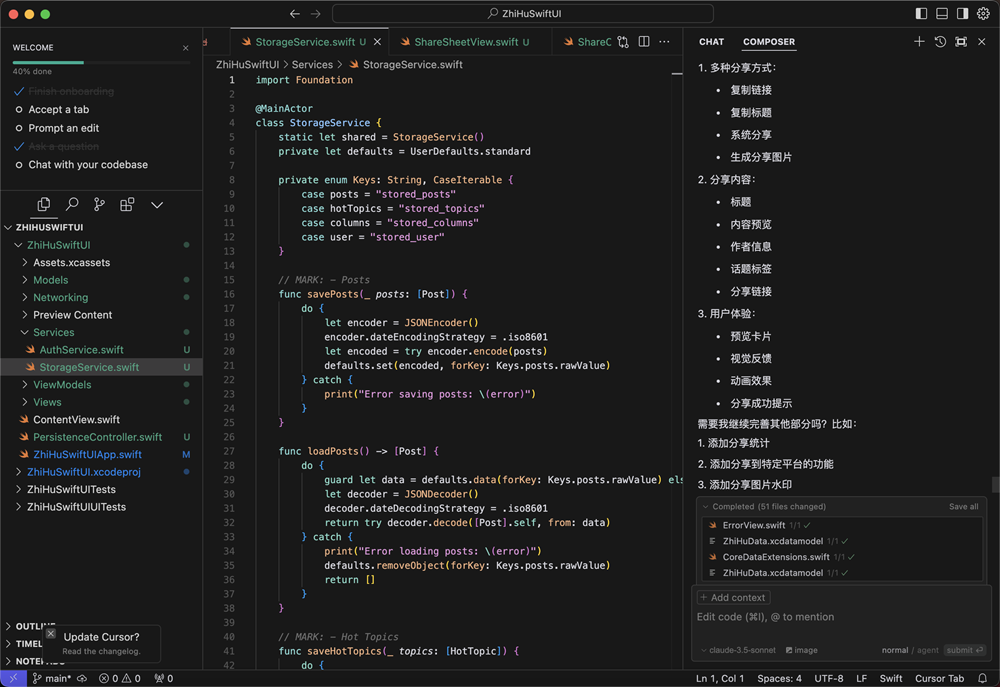 ZhiHuSwiftUI
WELCOME
40% done
Finish onboarding
Accept a tab
Prompt an edit
Ask a question
Chat with your codebase
ZHIHUSWIFTUI
ZhiHuSwiftUI
Assets.xcassets
Models
Networking
Preview Content
Services
AuthService.swift U
StorageService.swift U
ViewModels
Views
ContentView.swift
PersistenceController.swift U
ZhiHuSwiftUIApp.swift M
ZhiHuSwiftUI.xcodeproj
ZhiHuSwiftUITests
ZhiHuSwiftUIUITests
OUTLINE
Update Cursor?
Read the changelog.
StorageService.swift U
ShareSheetView.swift U
ShareC
ZhiHuSwiftUI > Services > StorageService.swift
1 import Foundation
2
3 @MainActor
4 class StorageService {
5 static let shared = StorageService()
6 private let defaults = UserDefaults.standard
7
8 private enum Keys: String, CaseIterable {
9 case posts = "stored_posts"
10 case hotTopics = "stored_topics"
11 case columns = "stored_columns"
12 case user = "stored_user"
13 }
14
15 // MARK: – Posts
16 func savePosts(_ posts: [Post]) {
17 do {
18 let encoder = JSONEncoder()
19 encoder.dateEncodingStrategy = .iso8601
20 let encoded = try encoder.encode(posts)
21 defaults.set(encoded, forKey: Keys.posts.rawValue)
22 } catch {
23 print("Error saving posts: \(error)")
24 }
25 }
26
27 func loadPosts() –> [Post] {
28 do {
29 guard let data = defaults.data(forKey: Keys.posts.rawValue) els
30 let decoder = JSONDecoder()
31 decoder.dateDecodingStrategy = .iso8601
32 return try decoder.decode([Post].self, from: data)
33 } catch {
34 print("Error loading posts: \(error)")
35 defaults.removeObject(forKey: Keys.posts.rawValue)
36 return []
37 }
38 }
39
40 // MARK: – Hot Topics
41 func saveHotTopics(_ topics: [HotTopic]) {
42 do {
CHAT COMPOSER
1. 多种分享方式：
• 复制链接
• 复制标题
• 系统分享
• 生成分享图片
2. 分享内容：
• 标题
• 内容预览
• 作者信息
• 话题标签
• 分享链接
3. 用户体验：
• 预览卡片
• 视觉反馈
• 动画效果
• 分享成功提示
需要我继续完善其他部分吗？比如：
1. 添加分享统计
2. 添加分享到特定平台的功能
3. 添加分享图片水印
Completed (51 files changed) Save all
ErrorView.swift 1/1
ZhiHuData.xcdatamodel 1/1
CoreDataExtensions.swift 1/1
ZhiHuData.xcdatamodel 1/1
+ Add context
Edit code (⌘I), @ to mention
claude-3.5-sonnet image normal / agent submit
main* 0 0 0 Ln 1, Col 1 Spaces: 4 UTF-8 LF Swift Cursor Tab